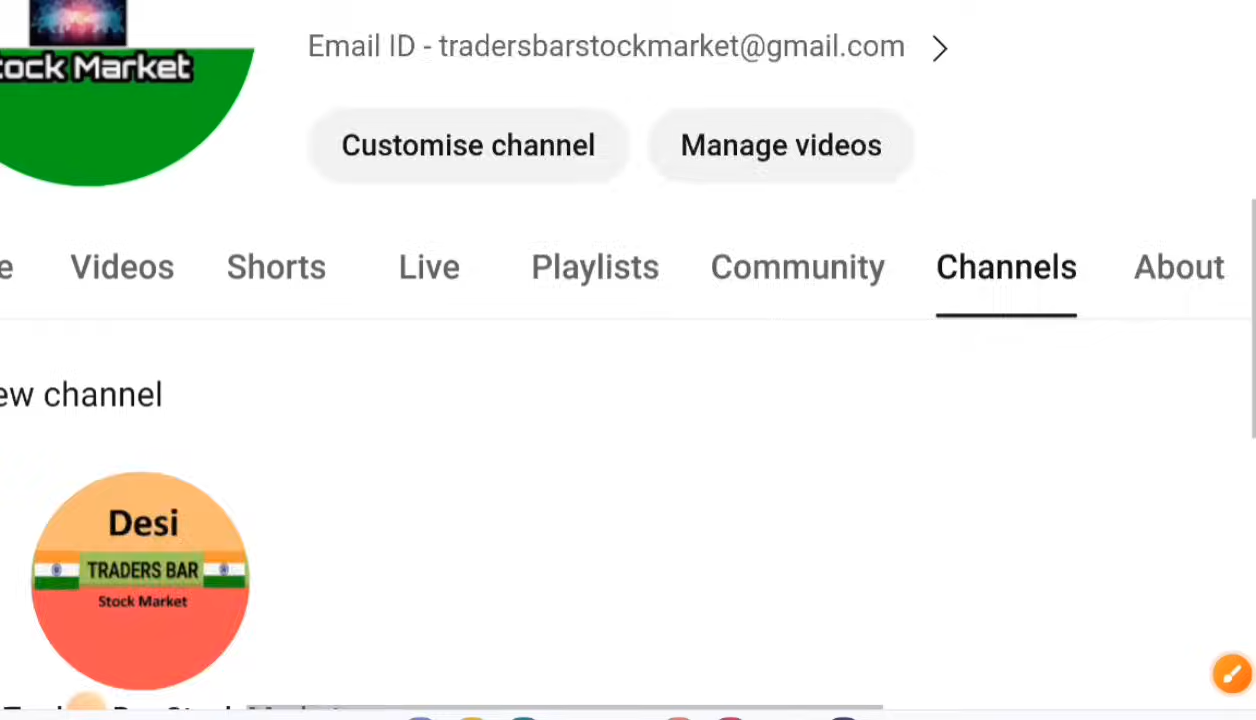 Email ID - tradersbarstockmarket@gmail.com
tock Market
Customise channel
Manage videos
e Videos Shorts Live Playlists Community Channels About
ew channel
Desi
TRADERS BAR
Stock Market